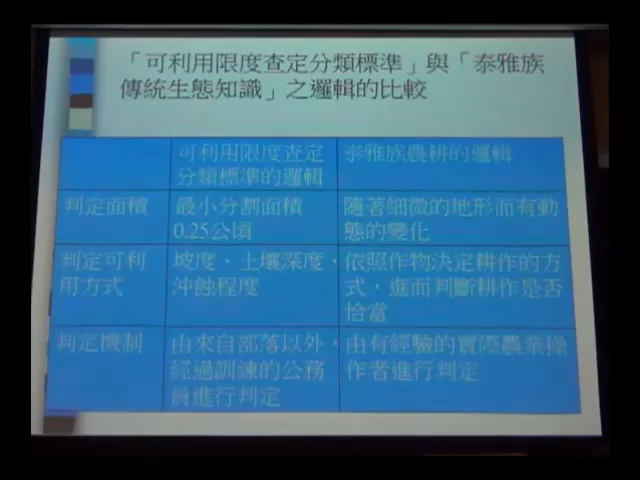 「可利用限度查定分類標準」與「泰雅族
傳統生態知識」之邏輯的比較
可利用限度查定
分類標準的邏輯
泰雅族農耕的邏輯
判定面積
最小分割面積
0.25公頃
隨著細微的地形而有動
態的變化
判定可利
用方式
坡度、土壤深度、
沖蝕程度
依照作物決定耕作的方
式，進而判斷耕作是否
恰當
判定機制
由來自部落以外，
經過訓練的公務
員進行判定
由有經驗的實際農業操
作者進行判定